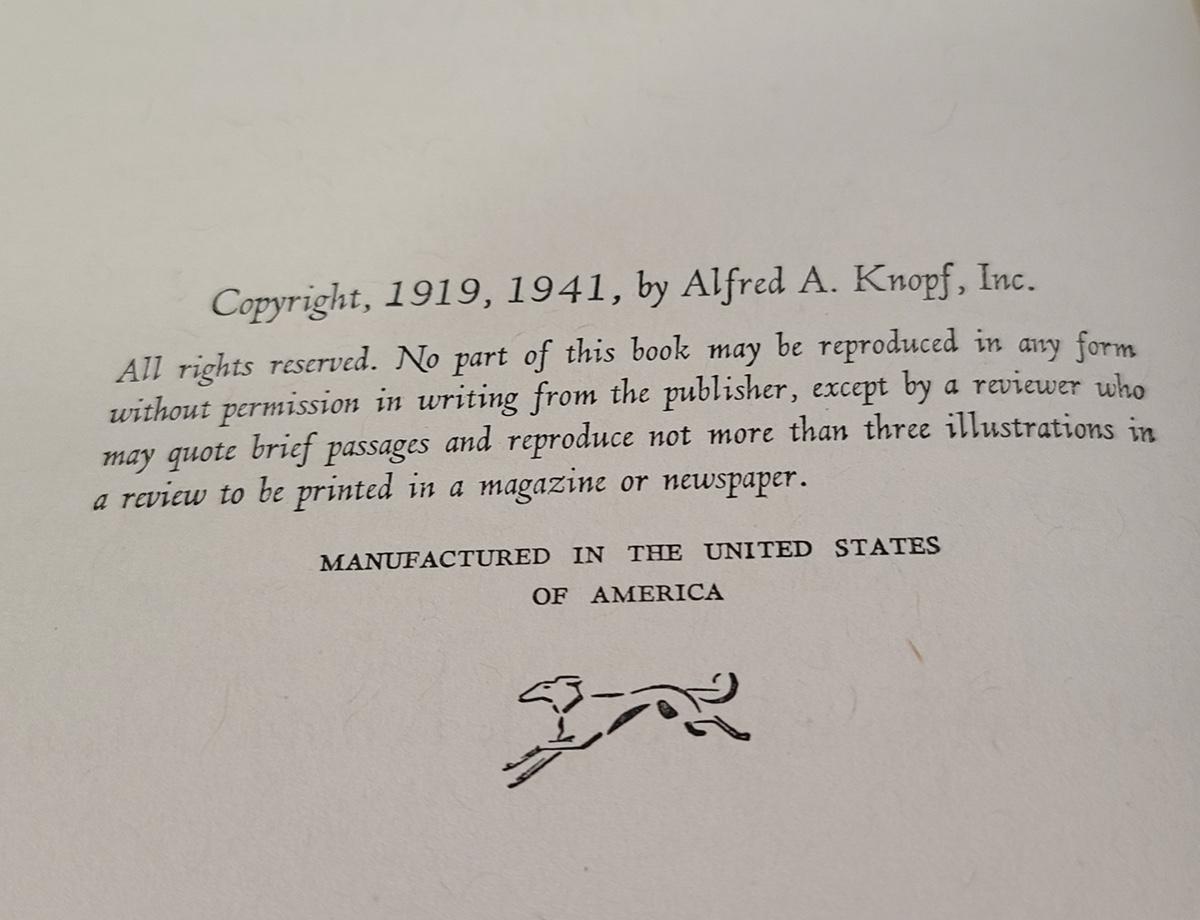 Copyright, 1919, 1941, by Alfred A. Knopf, Inc.
All rights reserved. No part of this book may be reproduced in any form
without permission in writing from the publisher, except by a reviewer who
may quote brief passages and reproduce not more than three illustrations in
a review to be printed in a magazine or newspaper.
MANUFACTURED IN THE UNITED STATES
OF AMERICA